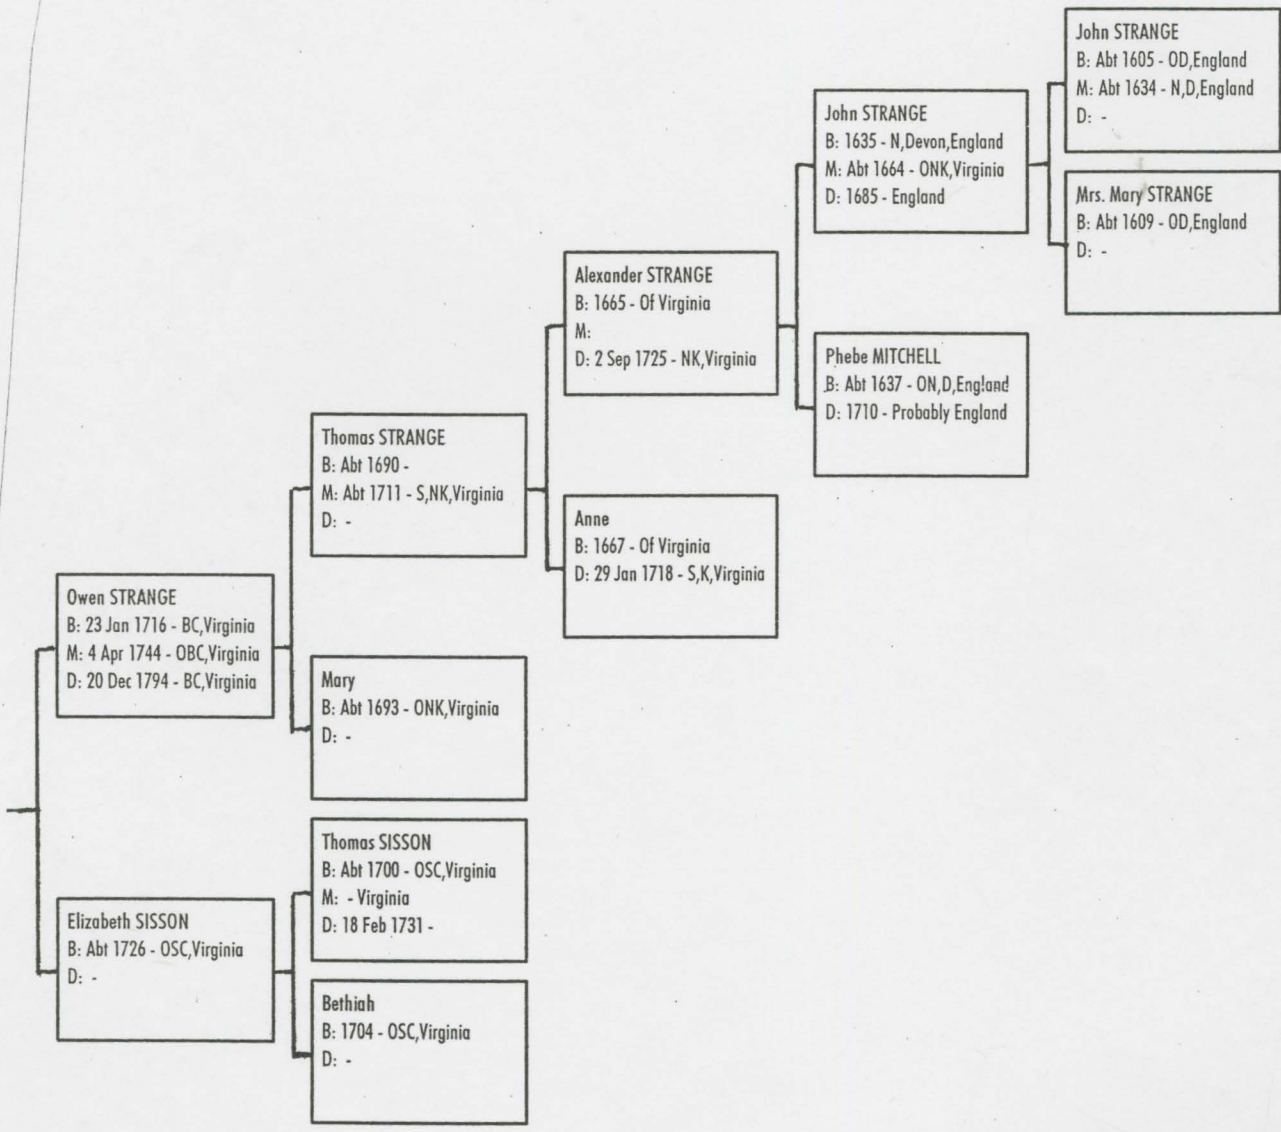 John STRANGE
B: Abt 1605 - OD,England
M: Abt 1634 - N,D,England
D: -
John STRANGE
B: 1635 - N,Devon,England
M: Abt 1664 - ONK,Virginia
D: 1685 - England
Mrs. Mary STRANGE
B: Abt 1609 - OD,England
D: -
Alexander STRANGE
B: 1665 - Of Virginia
M:
D: 2 Sep 1725 - NK,Virginia
Phebe MITCHELL
B: Abt 1637 - ON,D,England
D: 1710 - Probably England
Thomas STRANGE
B: Abt 1690 -
M: Abt 1711 - S,NK,Virginia
D: -
Anne
B: 1667 - Of Virginia
D: 29 Jan 1718 - S,K,Virginia
Owen STRANGE
B: 23 Jan 1716 - BC,Virginia
M: 4 Apr 1744 - OBC,Virginia
D: 20 Dec 1794 - BC,Virginia
Mary
B: Abt 1693 - ONK,Virginia
D: -
Thomas SISSON
B: Abt 1700 - OSC,Virginia
M: - Virginia
D: 18 Feb 1731 -
Elizabeth SISSON
B: Abt 1726 - OSC,Virginia
D: -
Bethiah
B: 1704 - OSC,Virginia
D: -